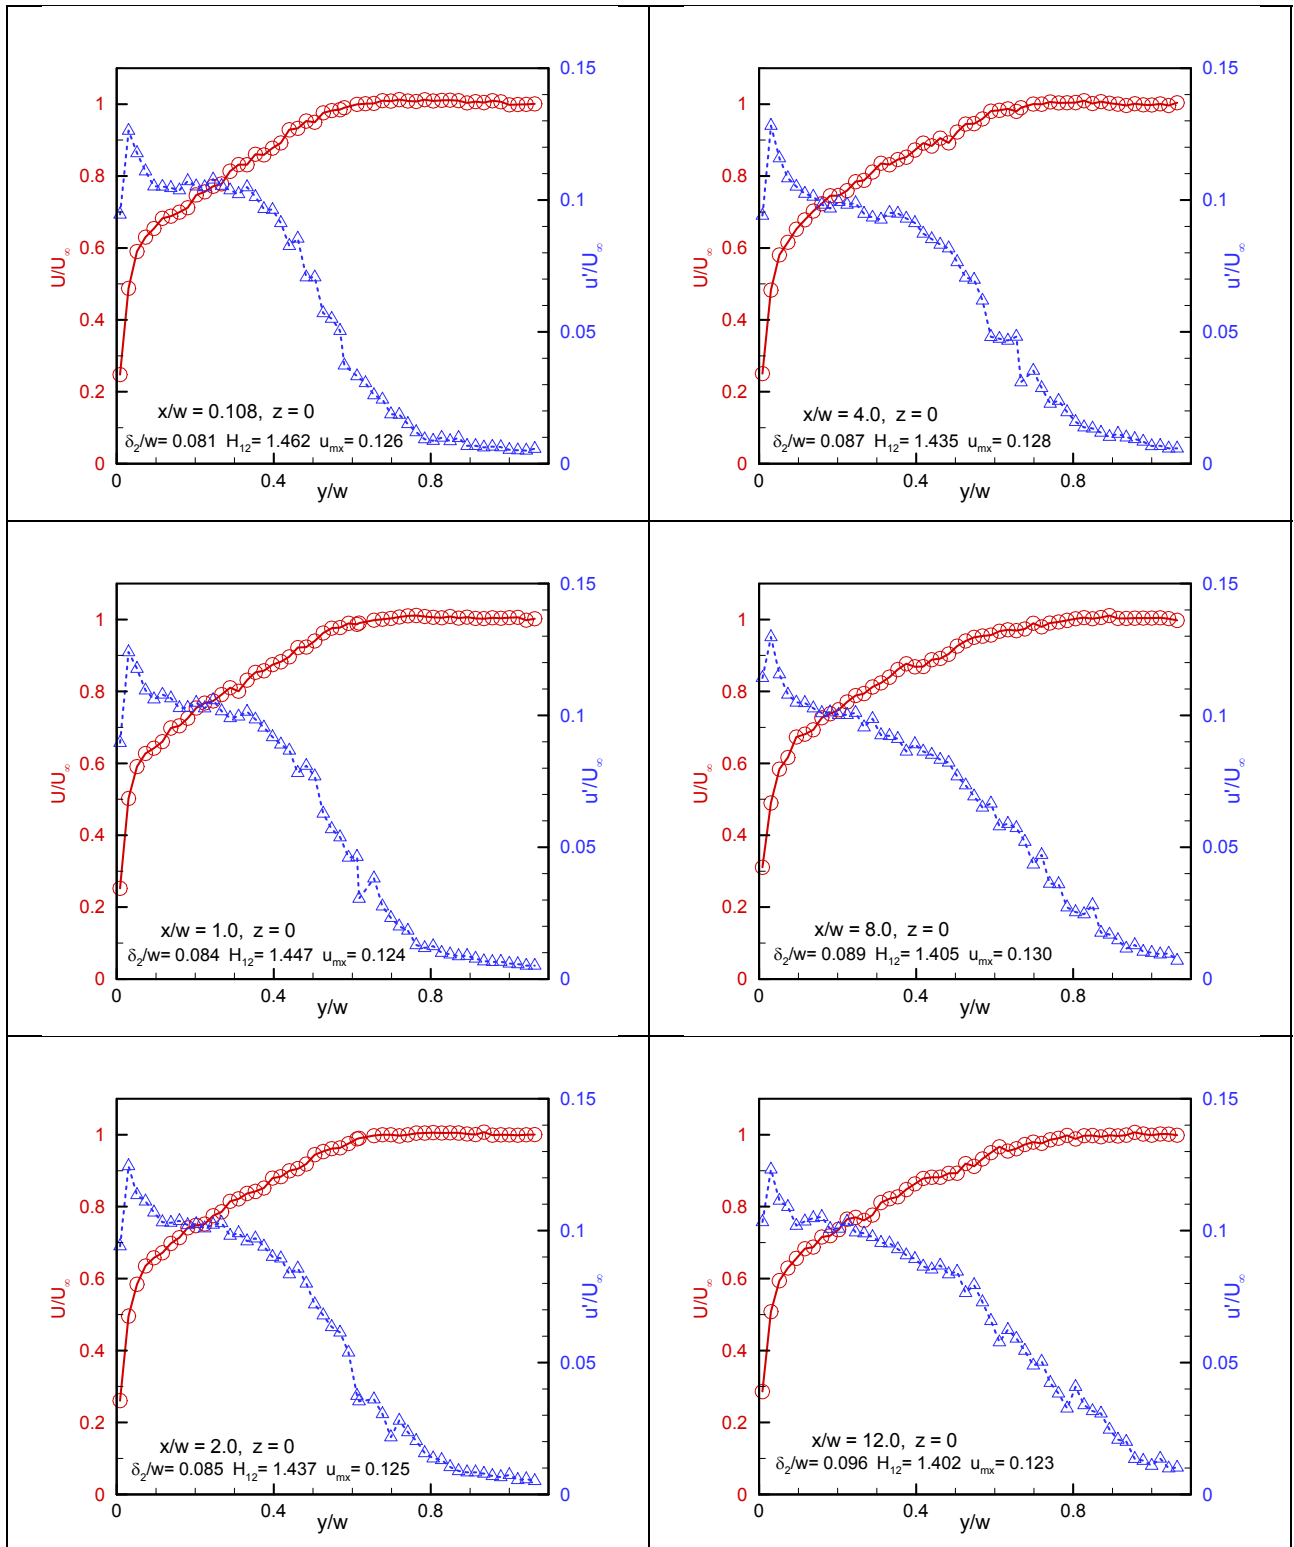 0.15
1
0.8
0.1
0.6
U/U∞
u'/U∞
0.4
0.05
0.2
x/w = 0.108, z = 0
δ2/w= 0.081 H12= 1.462 umx= 0.126
0
0
0 0.4 0.8
y/w
0.15
1
0.8
0.1
0.6
U/U∞
u'/U∞
0.4
0.05
0.2
x/w = 4.0, z = 0
δ2/w= 0.087 H12= 1.435 umx= 0.128
0
0
0 0.4 0.8
y/w
0.15
1
0.8
0.1
0.6
U/U∞
u'/U∞
0.4
0.05
0.2
x/w = 1.0, z = 0
δ2/w= 0.084 H12= 1.447 umx= 0.124
0
0
0 0.4 0.8
y/w
0.15
1
0.8
0.1
0.6
U/U∞
u'/U∞
0.4
0.05
0.2
x/w = 8.0, z = 0
δ2/w= 0.089 H12= 1.405 umx= 0.130
0
0
0 0.4 0.8
y/w
0.15
1
0.8
0.1
0.6
U/U∞
u'/U∞
0.4
0.05
0.2
x/w = 2.0, z = 0
δ2/w= 0.085 H12= 1.437 umx= 0.125
0
0
0 0.4 0.8
y/w
0.15
1
0.8
0.1
0.6
U/U∞
u'/U∞
0.4
0.05
0.2
x/w = 12.0, z = 0
δ2/w= 0.096 H12= 1.402 umx= 0.123
0
0
0 0.4 0.8
y/w